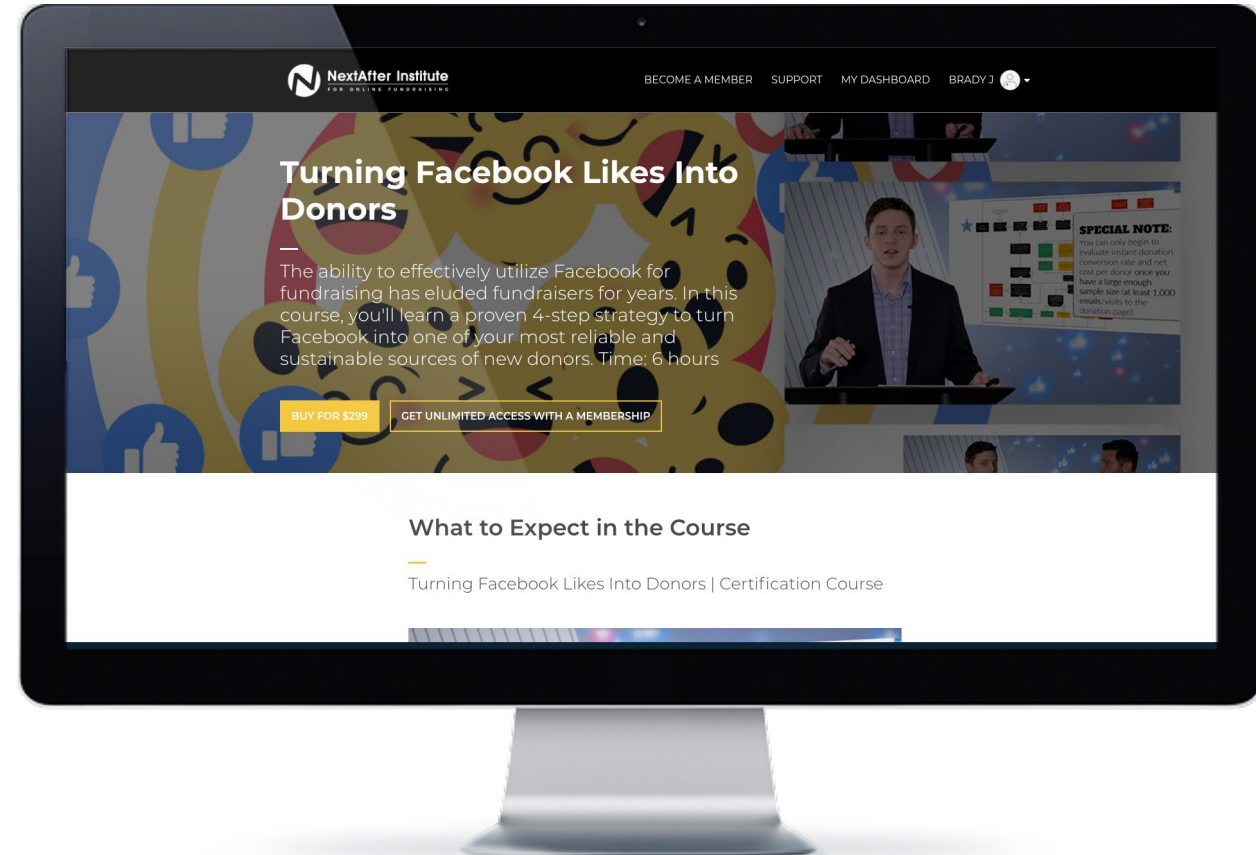 NextAfter Institute
FOR ONLINE FUNDRAISING
BECOME A MEMBER SUPPORT MY DASHBOARD BRADY J
Turning Facebook Likes Into
Donors
The ability to effectively utilize Facebook for
fundraising has eluded fundraisers for years. In this
course, you'll learn a proven 4-step strategy to turn
Facebook into one of your most reliable and
sustainable sources of new donors. Time: 6 hours
BUY FOR $299 GET UNLIMITED ACCESS WITH A MEMBERSHIP
SPECIAL NOTE:
You can only begin to
evaluate instant donation
conversion rate and net
cost per donor once you
have a large enough
sample size (at least 1,000
emails/visits to the
donation page)
What to Expect in the Course
Turning Facebook Likes Into Donors | Certification Course